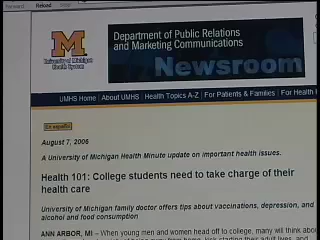 Reload
M
University of Michigan
Health System
Department of Public Relations
and Marketing Communications
Newsroom
UMHS Home | About UMHS | Health Topics A-Z | For Patients & Families | For Health
En español
August 7, 2006
A University of Michigan Health Minute update on important health issues.
Health 101: College students need to take charge of their
health care
University of Michigan family doctor offers tips about vaccinations, depression, and
alcohol and food consumption
ANN ARBOR, MI – When young men and women head off to college, many will think about